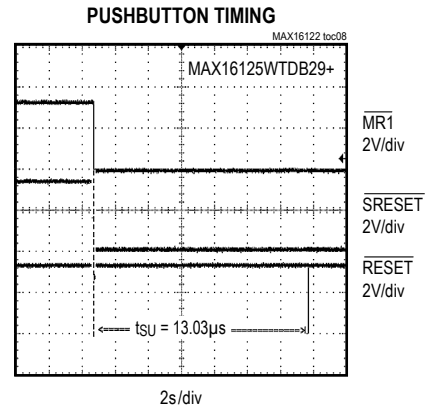 PUSHBUTTON TIMING
MAX16122 toc08
MAX16125WTDB29+
MR1
2V/div
SRESET
2V/div
RESET
2V/div
tSU = 13.03µs
2s/div